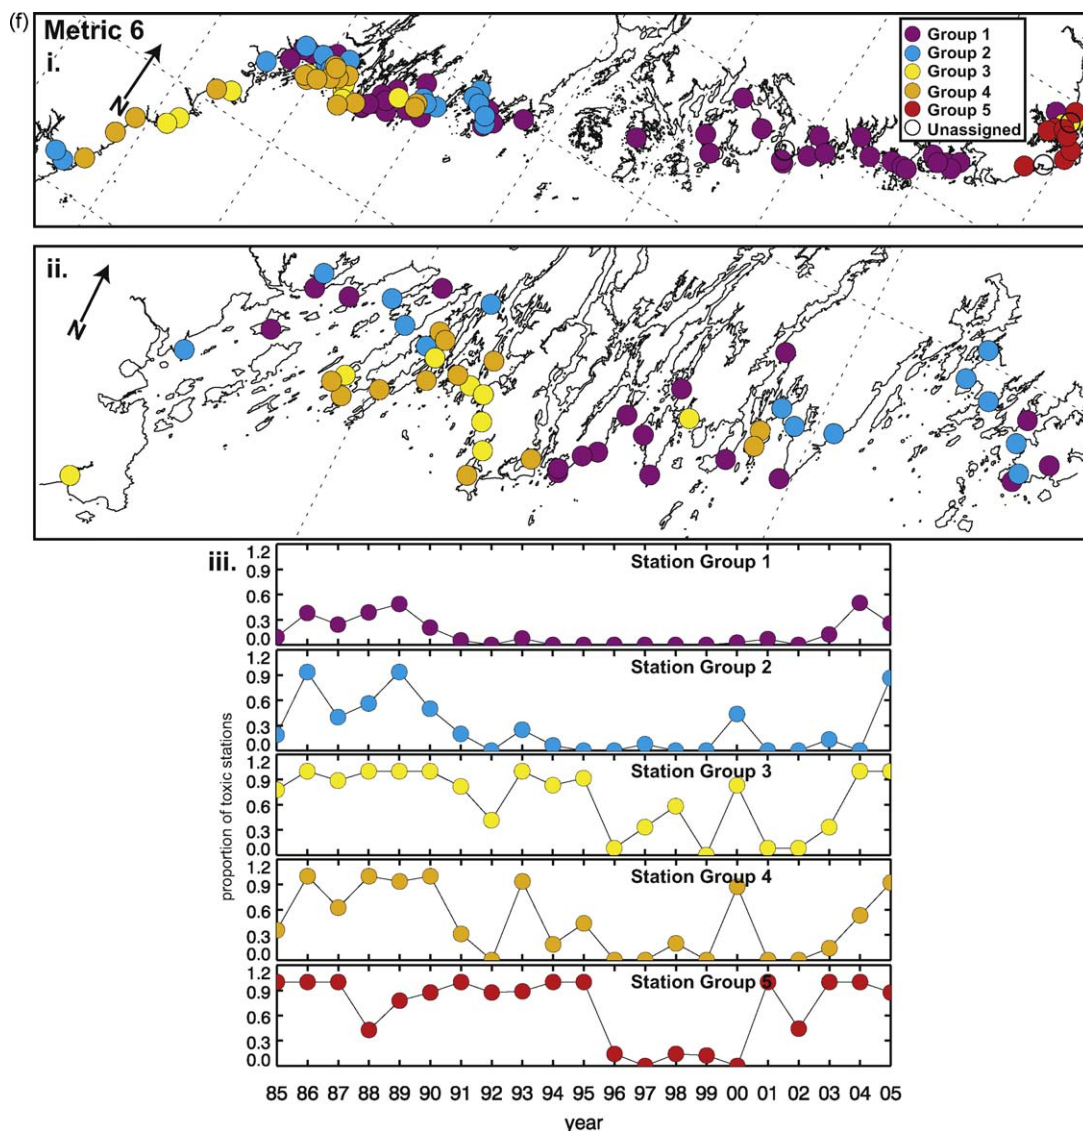 (f)
Metric 6
i.
N
Group 1
Group 2
Group 3
Group 4
Group 5
Unassigned
ii.
N
iii.
Station Group 1
1.2
0.9
0.6
0.3
0.0
Station Group 2
1.2
0.9
0.6
0.3
0.0
Station Group 3
1.2
0.9
0.6
0.3
0.0
Station Group 4
1.2
0.9
0.6
0.3
0.0
Station Group 5
1.2
0.9
0.6
0.3
0.0
proportion of toxic stations
85 86 87 88 89 90 91 92 93 94 95 96 97 98 99 00 01 02 03 04 05
year